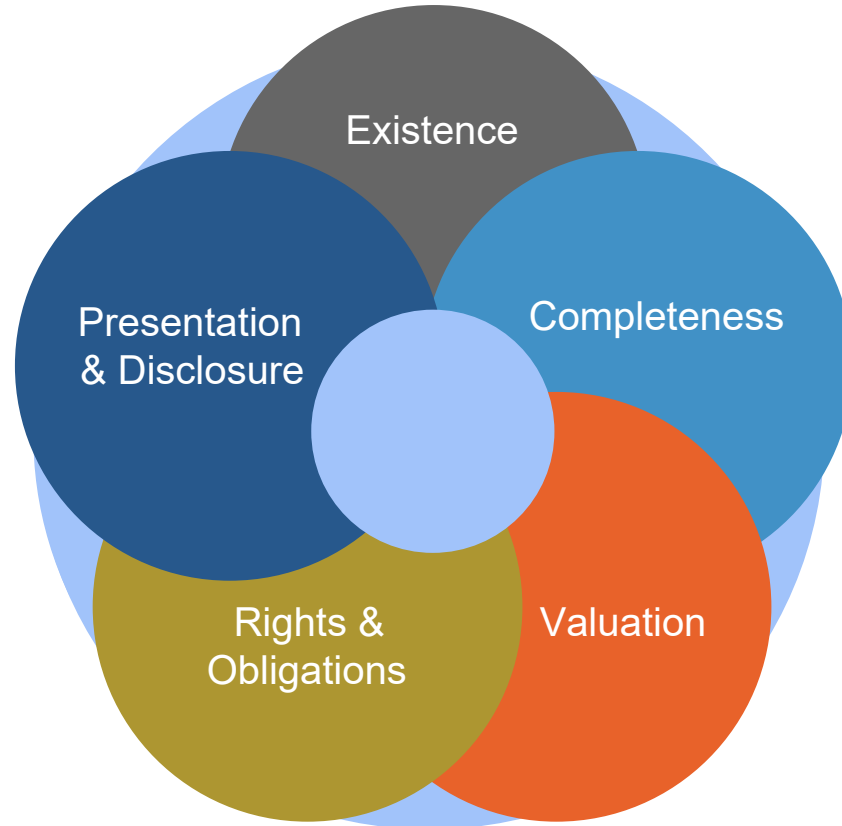 Existence
Completeness
Presentation
& Disclosure
Rights &
Obligations
Valuation